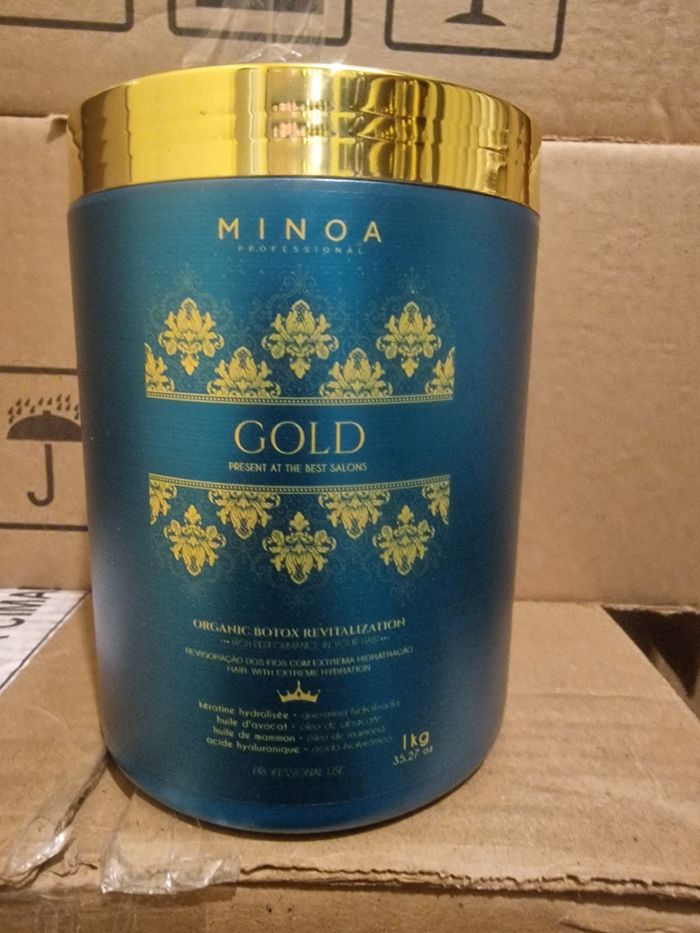 MINOA
PROFESSIONAL
GOLD
PRESENT AT THE BEST SALONS
ORGANIC BOTOX REVITALIZATION
HIGH PERFORMANCE IN YOUR HAIR
REVIGORAÇÃO DOS FIOS COM EXTREMA HIDRATAÇÃO
HAIR WITH EXTREME HYDRATION
kératine hydrolisée • queratina hidrolisada
huile d'avocat • óleo de abacate
huile de mammon • óleo de mamona
acide hyaluronique • ácido hialurônico
1kg
35.27 oz
PROFESSIONAL USE